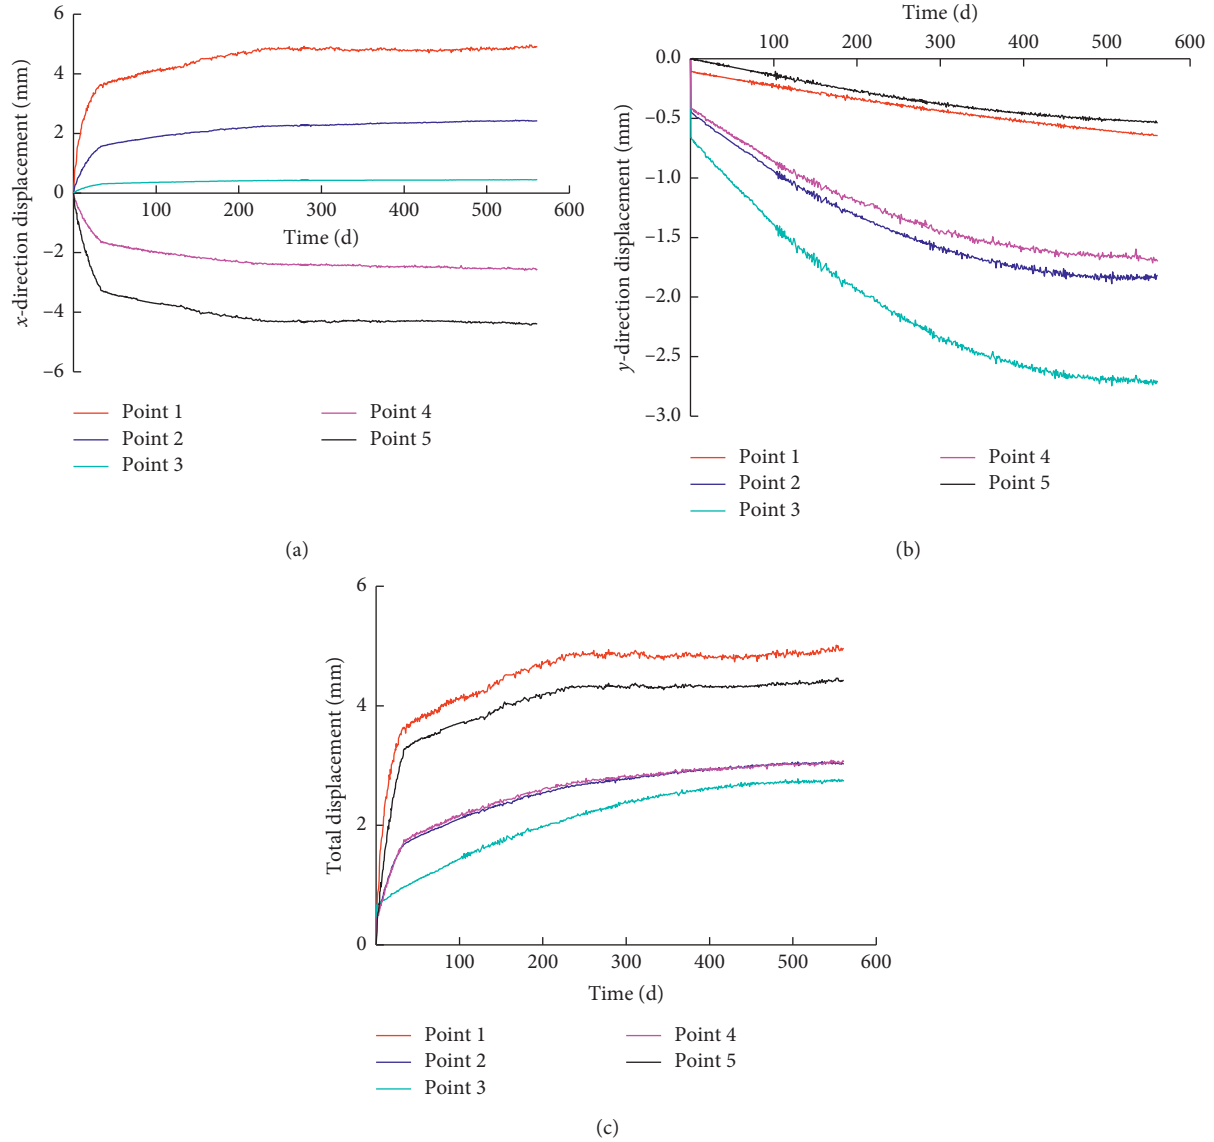 x-direction displacement (mm)
6
4
2
0
−2
−4
−6
100 200 300 400 500 600
Time (d)
Point 1
Point 2
Point 3
Point 4
Point 5
(a)
Time (d)
100 200 300 400 500 600
y-direction displacement (mm)
0.0
−0.5
−1.0
−1.5
−2.0
−2.5
−3.0
Point 1
Point 2
Point 3
Point 4
Point 5
(b)
Total displacement (mm)
6
4
2
0
100 200 300 400 500 600
Time (d)
Point 1
Point 2
Point 3
Point 4
Point 5
(c)